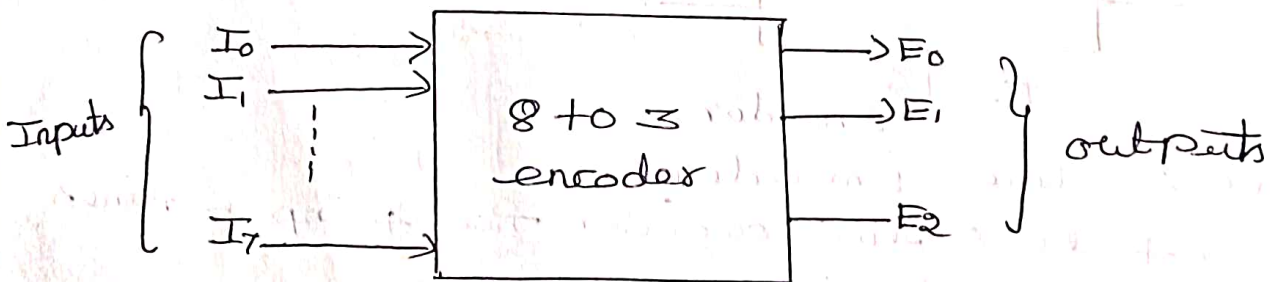 Inputs
I₀
I₁
I₇
8 to 3
encoder
E₀
E₁
E₂
outputs